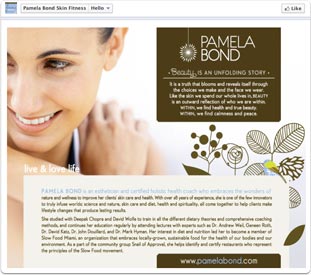 Pamela Bond Skin Fitness Hello
Like
PAMELA
BOND
Beauty IS AN UNFOLDING STORY
It is a truth that blooms and reveals itself through
the choices we make and the face we wear.
Like the skin we spend our whole lives in, BEAUTY
is an outward reflection of who we are within.
WITHIN, we find health and true beauty.
WITHIN, we find calmness and peace.
live & love life
PAMELA BOND is an esthetician and certified holistic health coach who embraces the wonders of
nature and wellness to improve her clients' skin care and health. With over 26 years of experience, she is one of the few innovators
to truly infuse worldly science and nature, skin care and diet, health and spirituality, all come together to help clients make
lifestyle changes that produce lasting results.
She studied with Deepak Chopra and David Wolfe to train in all the different dietary theories and comprehensive coaching
methods, and continues her education regularly by attending lectures with experts such as Dr. Andrew Weil, Geneen Roth,
Dr. David Katz, Dr. John Douillard, and Dr. Mark Hyman. Her interest in diet and nutrition led her to become a member of
Slow Food Miami, an organization that embraces locally-grown, sustainable food for the health of our bodies and our
environment. As a part of the community group Snail of Approval, she helps identify and certify restaurants who represent
the principles of the Slow Food movement.
www.pamelabond.com